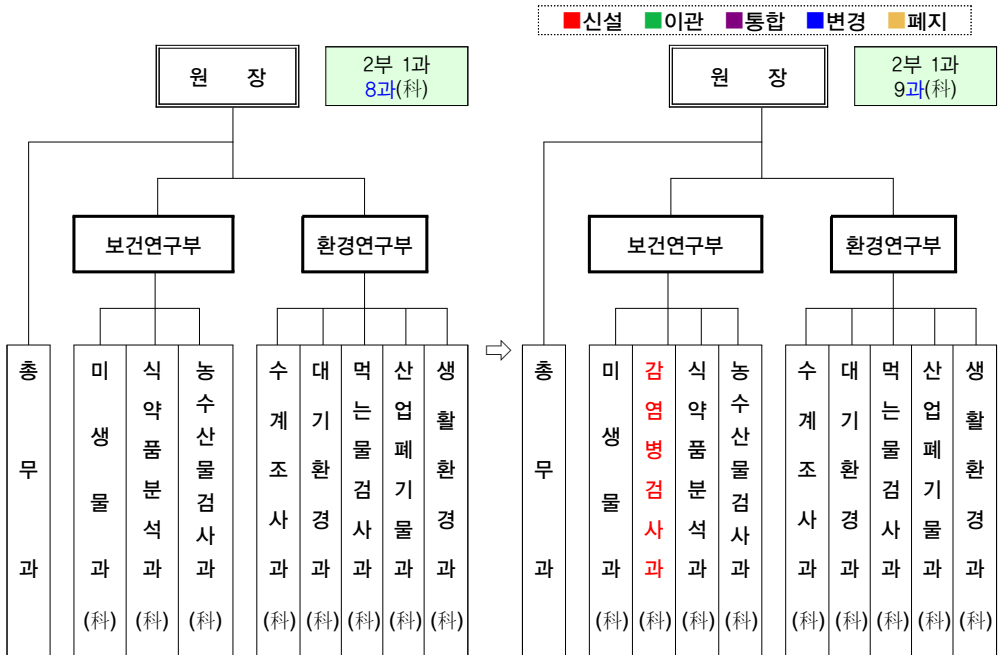 ■신설 ■이관 ■통합 ■변경 ■폐지
원 장
2부 1과
8과(科)
보건연구부
환경연구부
총무과
미생물과(科)
식약품분석과(科)
농수산물검사과(科)
수계조사과(科)
대기환경과(科)
먹는물검사과(科)
산업폐기물과(科)
생활환경과(科)
⇨
원 장
2부 1과
9과(科)
보건연구부
환경연구부
총무과
미생물과(科)
감염병검사과(科)
식약품분석과(科)
농수산물검사과(科)
수계조사과(科)
대기환경과(科)
먹는물검사과(科)
산업폐기물과(科)
생활환경과(科)